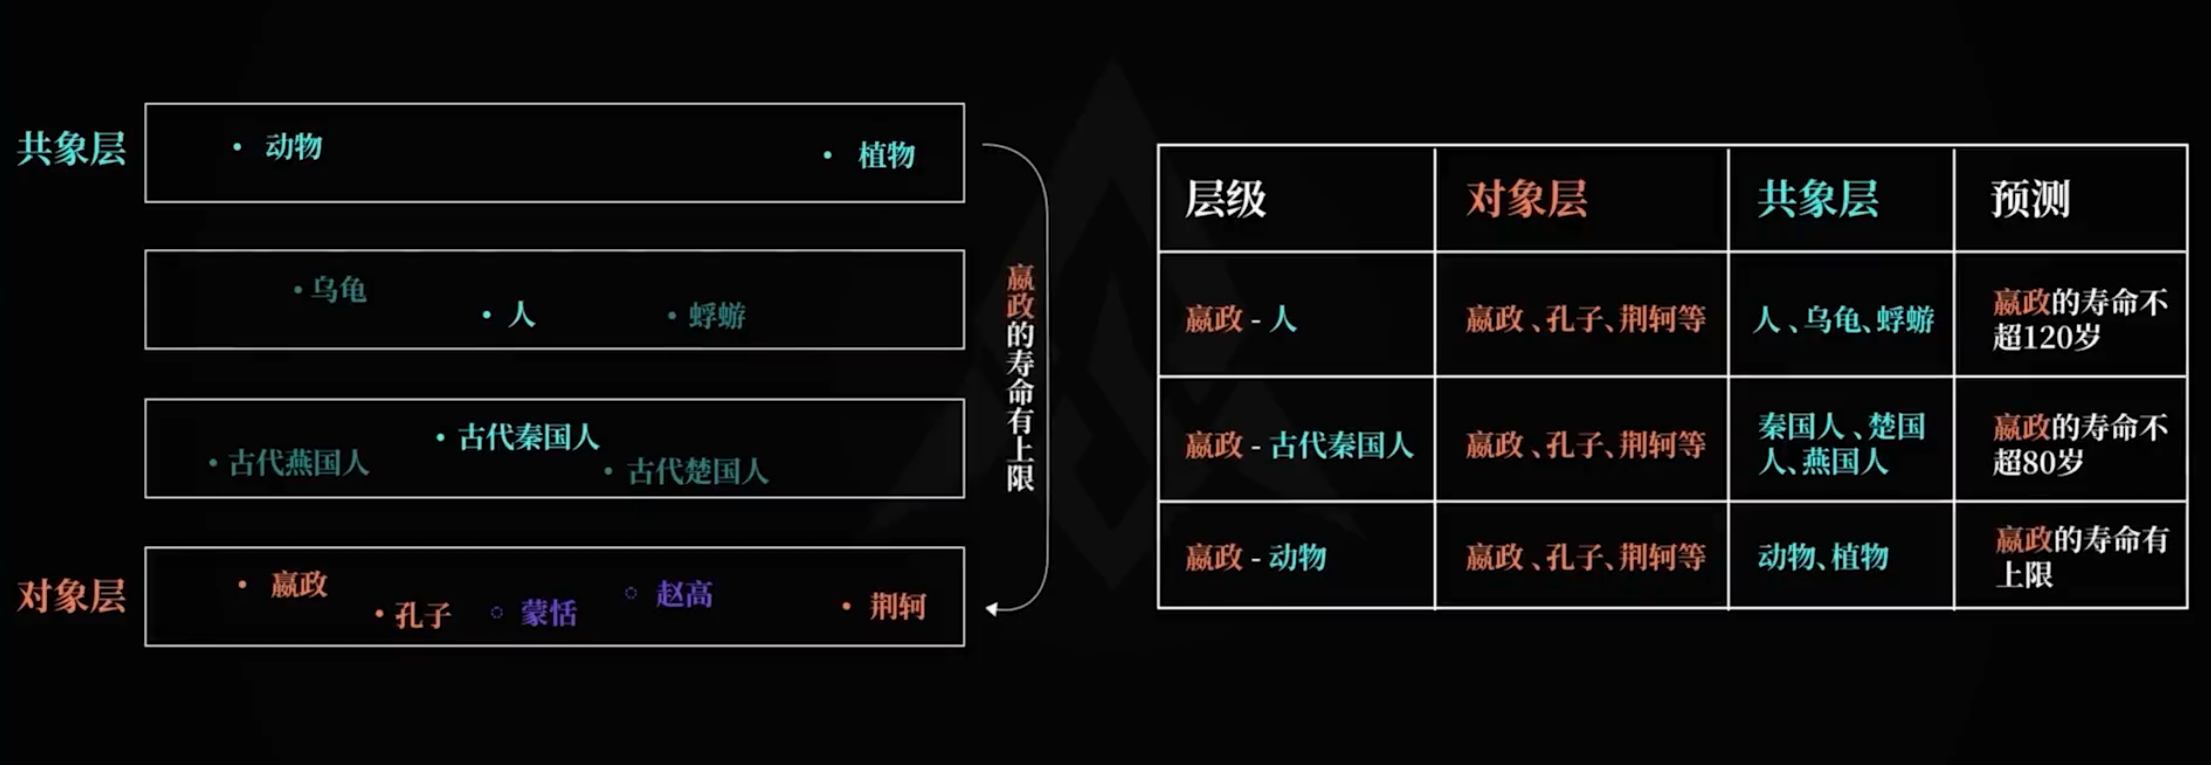 共象层
• 动物
• 植物
• 乌龟
• 人
• 蜉蝣
• 古代秦国人
• 古代燕国人
• 古代楚国人
对象层
• 嬴政
• 孔子
蒙恬
赵高
• 荆轲
嬴政的寿命有上限
层级 对象层 共象层 预测
嬴政 - 人 嬴政、孔子、荆轲等 人、乌龟、蜉蝣 嬴政的寿命不
超120岁
嬴政 - 古代秦国人 嬴政、孔子、荆轲等 秦国人、楚国
人、燕国人 嬴政的寿命不
超80岁
嬴政 - 动物 嬴政、孔子、荆轲等 动物、植物 嬴政的寿命有
上限